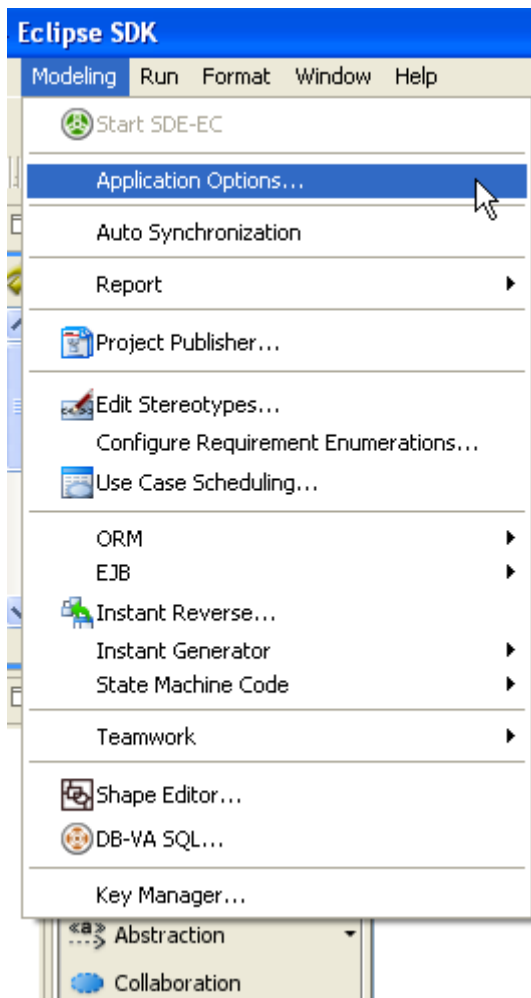 Eclipse SDK
Modeling Run Format Window Help
Start SDE-EC
Application Options...
Auto Synchronization
Report
Project Publisher...
Edit Stereotypes...
Configure Requirement Enumerations...
Use Case Scheduling...
ORM
EJB
Instant Reverse...
Instant Generator
State Machine Code
Teamwork
Shape Editor...
DB-VA SQL...
Key Manager...
<<a>> Abstraction
Collaboration